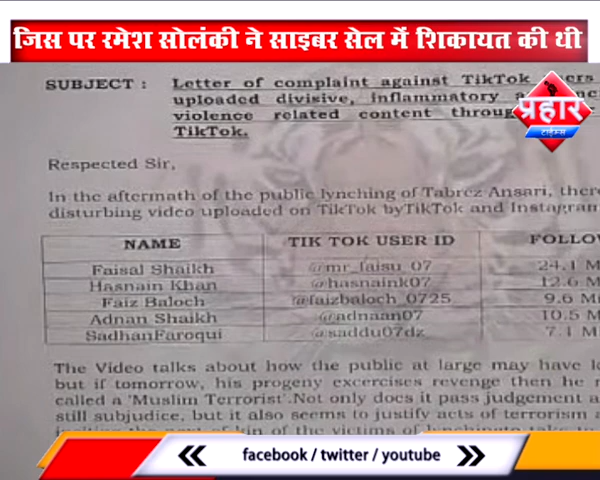 जिस पर रमेश सोलंकी ने साइबर सेल में शिकायत की थी
SUBJECT : Letter of complaint against TikTok
uploaded divisive, inflammatory
violence related content
TikTok.
प्रहार
टाईम्स
Respected Sir,
In the aftermath of the public lynching of Tabrez Ansari,
disturbing video uploaded on TikTok byTikTok and Instagram
NAME TIK TOK USER ID
Faisal Shaikh @mr_faisu_07 24.1
Hasnain Khan @hasnaink07 12.6
Faiz Baloch @faizbaloch_0725 9.6
Adnan Shaikh @adnaan07 10.5
SadhanFaroqui @saddu07dz 7.1
The Video talks about how the public at large may have
but if tomorrow, his progeny excercises revenge then he
called a 'Muslim Terrorist'.Not only does it pass judgement
still subjudice, but it also seems to justify acts of terrorism
facebook / twitter / youtube